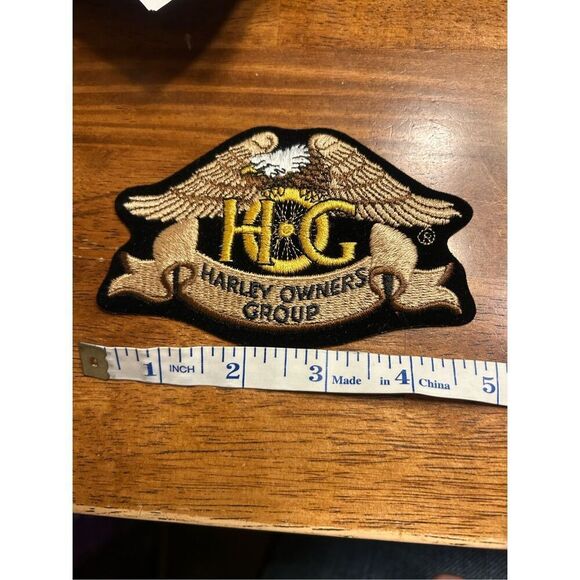 HOG
®
HARLEY OWNERS
GROUP
1 INCH 2 3 Made in 4 China 5